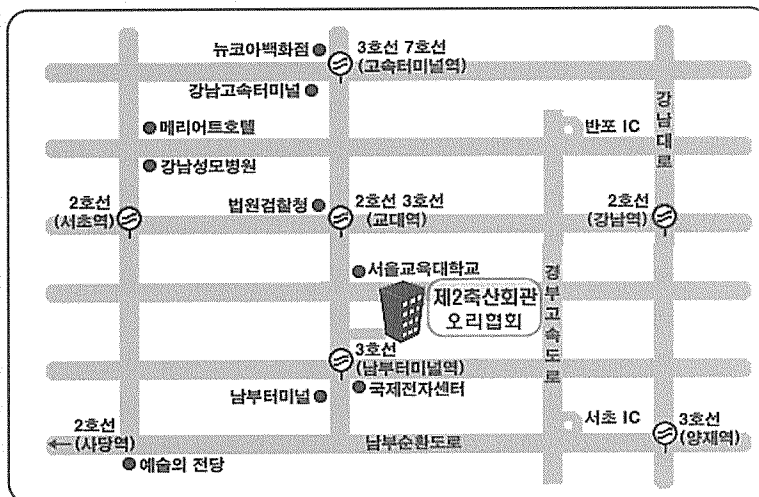 뉴코아백화점
3호선 7호선
(고속터미널역)
강남고속터미널
강남대로
메리어트호텔
반포 IC
강남성모병원
2호선
(서초역)
법원검찰청
2호선 3호선
(교대역)
2호선
(강남역)
서울교육대학교
경부고속도로
제2축산회관
오리협회
3호선
(남부터미널역)
국제전자센터
남부터미널
2호선
(사당역)
남부순환도로
서초 IC
3호선
(양재역)
예술의 전당